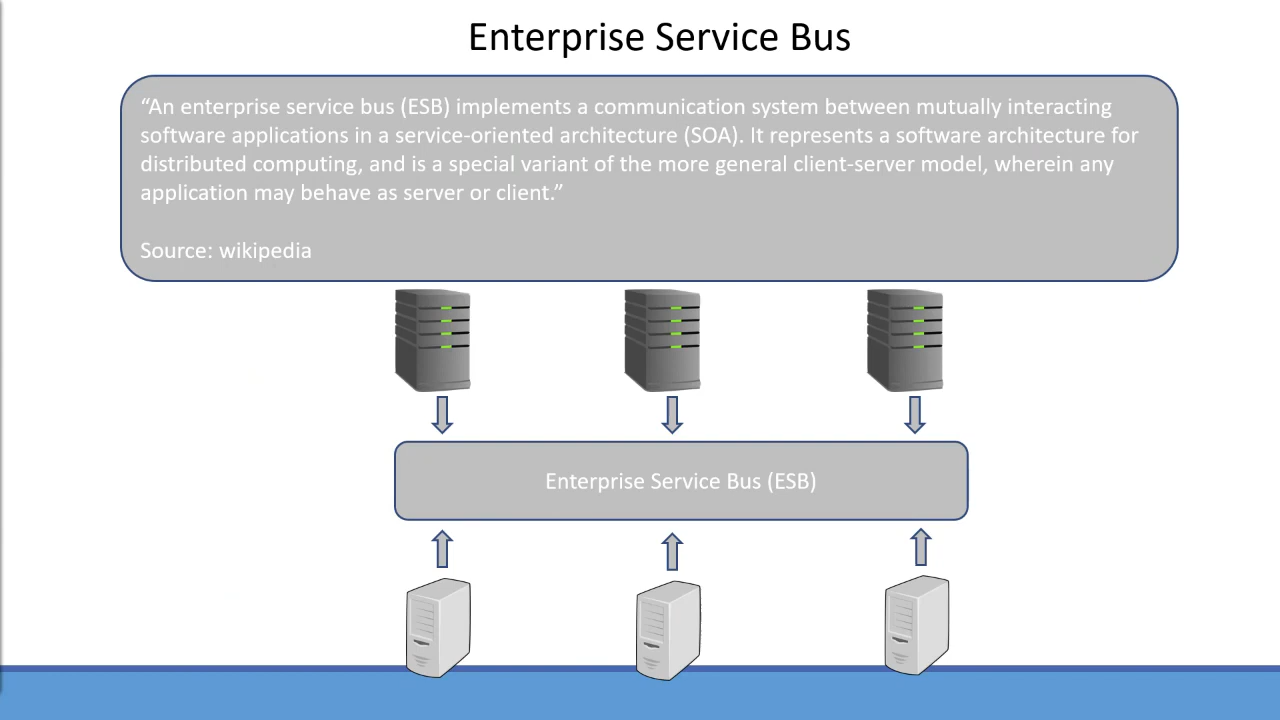 Enterprise Service Bus
“An enterprise service bus (ESB) implements a communication system between mutually interacting
software applications in a service-oriented architecture (SOA). It represents a software architecture for
distributed computing, and is a special variant of the more general client-server model, wherein any
application may behave as server or client.”
Source: wikipedia
Enterprise Service Bus (ESB)